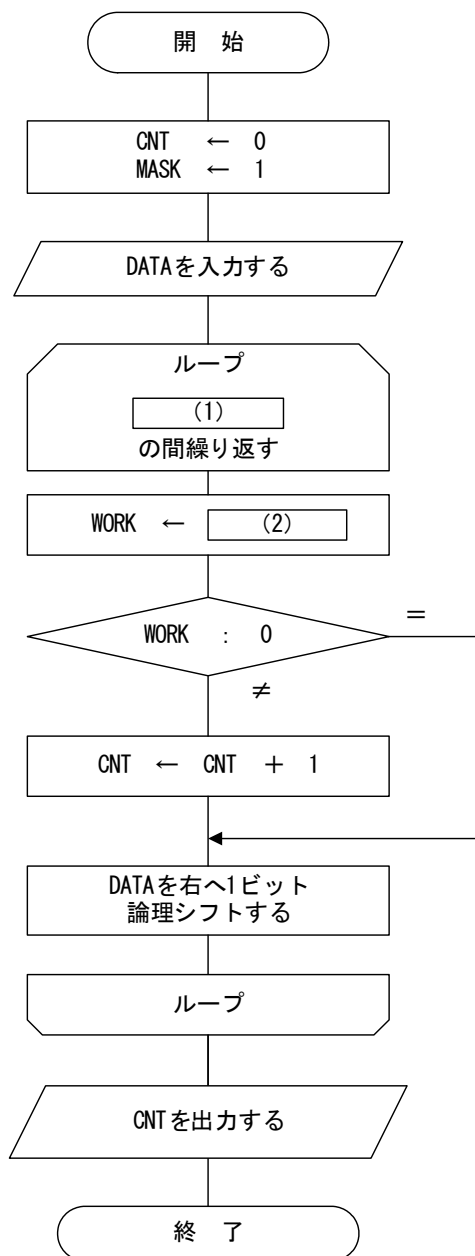 開 始
CNT ← 0
MASK ← 1
DATAを入力する
ループ
(1)
の間繰り返す
WORK ← (2)
WORK : 0
=
≠
CNT ← CNT + 1
DATAを右へ1ビット
論理シフトする
ループ
CNTを出力する
終 了